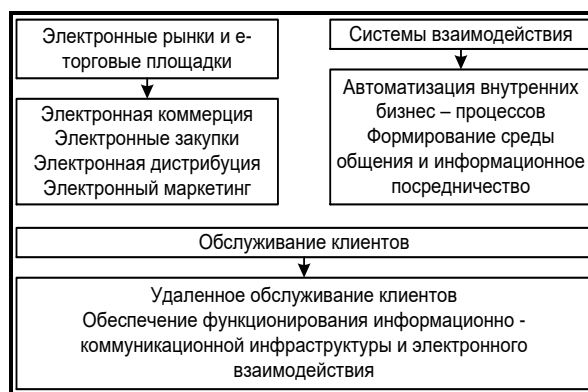 Электронные рынки и е-
торговые площадки
Электронная коммерция
Электронные закупки
Электронная дистрибуция
Электронный маркетинг
Системы взаимодействия
Автоматизация внутренних
бизнес – процессов
Формирование среды
общения и информационное
посредничество
Обслуживание клиентов
Удаленное обслуживание клиентов
Обеспечение функционирования информационно -
коммуникационной инфраструктуры и электронного
взаимодействия